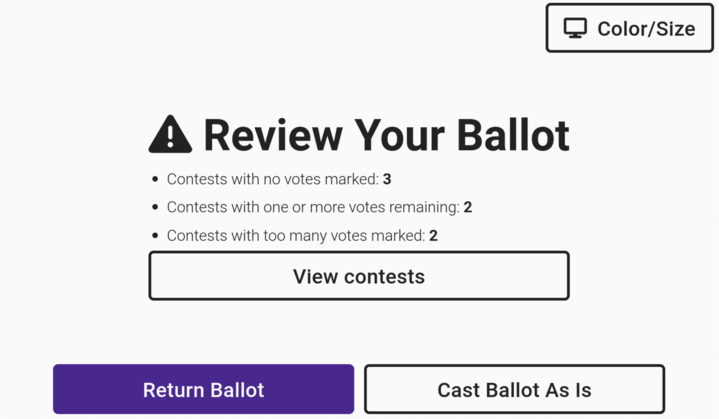 Color/Size
Review Your Ballot
• Contests with no votes marked: 3
• Contests with one or more votes remaining: 2
• Contests with too many votes marked: 2
View contests
Return Ballot
Cast Ballot As Is